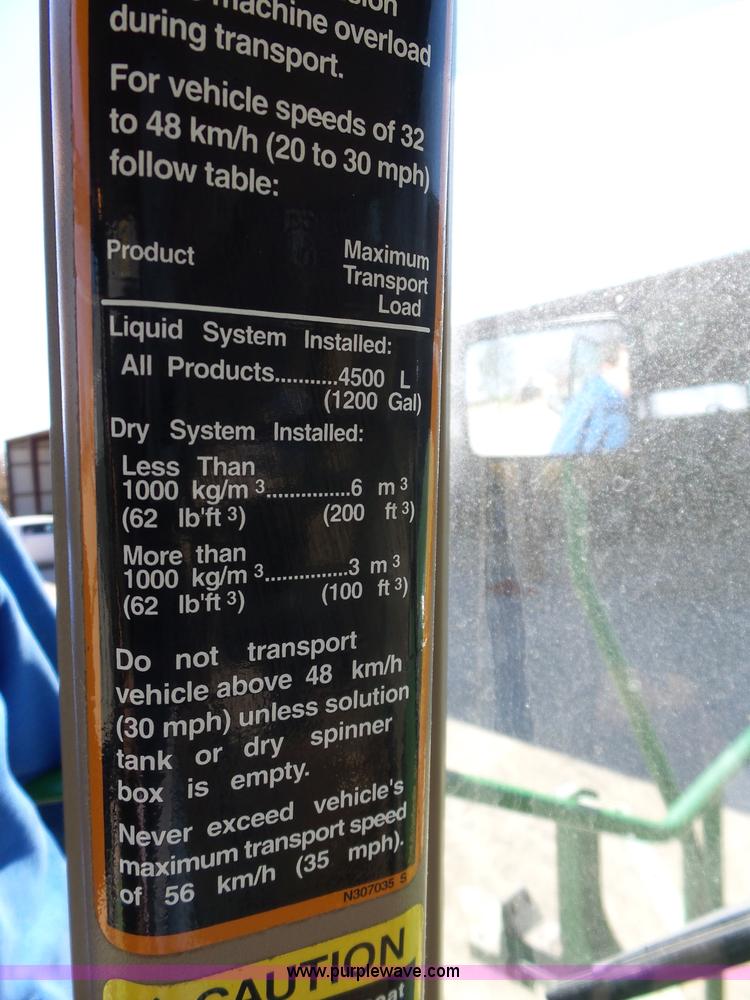 machine overload
during transport.
For vehicle speeds of 32
to 48 km/h (20 to 30 mph)
follow table:
Product Maximum
Transport
Load
Liquid System Installed:
All Products...........4500 L
(1200 Gal)
Dry System Installed:
Less Than
1000 kg/m 3...............6 m 3
(62 lb'ft 3) (200 ft 3)
More than
1000 kg/m 3...............3 m 3
(62 lb'ft 3) (100 ft 3)
Do not transport
vehicle above 48 km/h
(30 mph) unless solution
tank or dry spinner
box is empty.
Never exceed vehicle's
maximum transport speed
of 56 km/h (35 mph).
N307035 S
CAUTION
www.purplewave.com